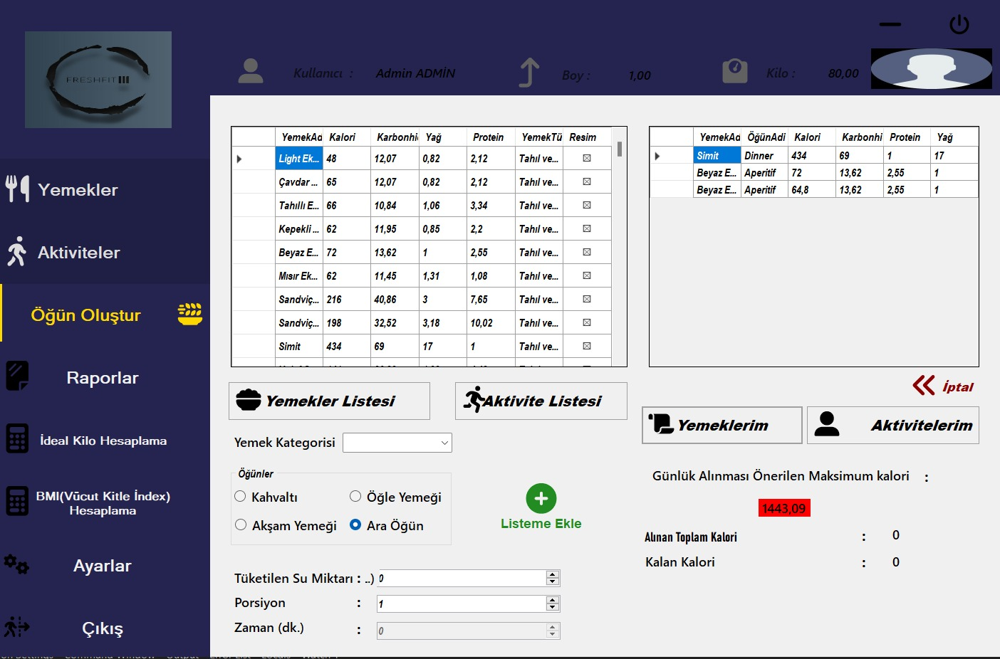 FRESHFIT
Kullanıcı : Admin ADMİN
Boy : 1,00
Kilo : 80,00
Yemekler
Aktiviteler
Öğün Oluştur
Raporlar
İdeal Kilo Hesaplama
BMI(Vücut Kitle İndex)
Hesaplama
Ayarlar
Çıkış
YemekAd Kalori Karbonhid Yağ Protein YemekTü Resim
Light Ek... 48 12,07 0,82 2,12 Tahıl ve...
Çavdar ... 65 12,07 0,82 2,12 Tahıl ve...
Tahıllı E... 66 10,84 1,06 3,34 Tahıl ve...
Kepekli ... 62 11,95 0,85 2,2 Tahıl ve...
Beyaz E... 72 13,62 1 2,55 Tahıl ve...
Mısır Ek... 62 11,45 1,31 1,08 Tahıl ve...
Sandviç... 216 40,86 3 7,65 Tahıl ve...
Sandviç... 198 32,52 3,18 10,02 Tahıl ve...
Simit 434 69 17 1 Tahıl ve...
YemekAd ÖğünAdi Kalori Karbonhi Protein Yağ
Simit Dinner 434 69 1 17
Beyaz E... Aperitif 72 13,62 2,55 1
Beyaz E... Aperitif 64,8 13,62 2,55 1
Yemekler Listesi
Aktivite Listesi
İptal
Yemeklerim
Aktivitelerim
Yemek Kategorisi
Öğünler
Kahvaltı
Öğle Yemeği
Akşam Yemeği
Ara Öğün
Listeme Ekle
Tüketilen Su Miktarı : ..) 0
Porsiyon : 1
Zaman (dk.) : 0
Günlük Alınması Önerilen Maksimum kalori :
1443,09
Alınan Toplam Kalori : 0
Kalan Kalori : 0